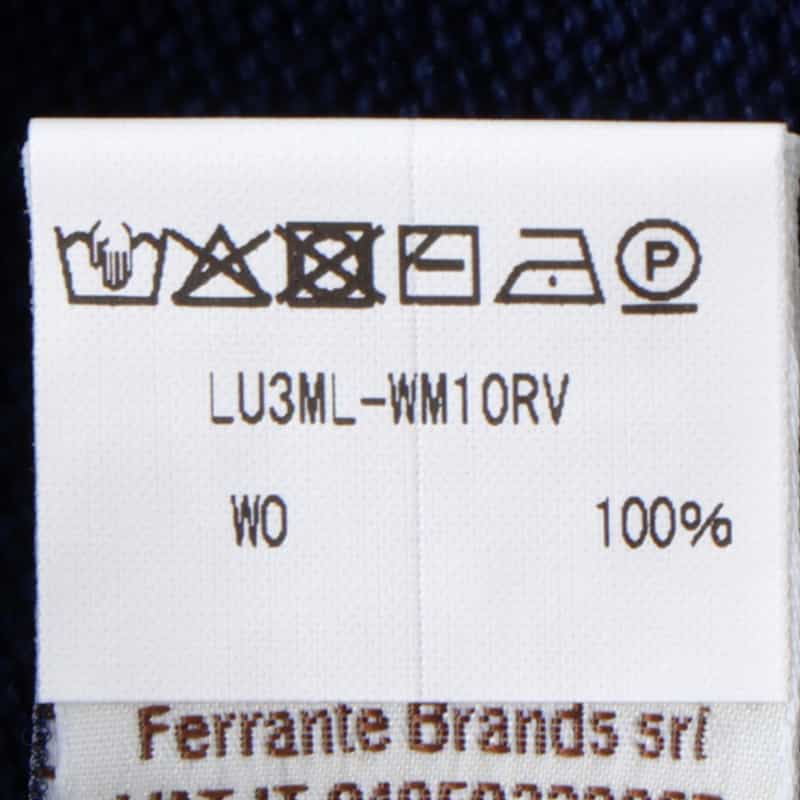 P
LU3ML-WM10RV
WO 100%
Ferrante Brands srl